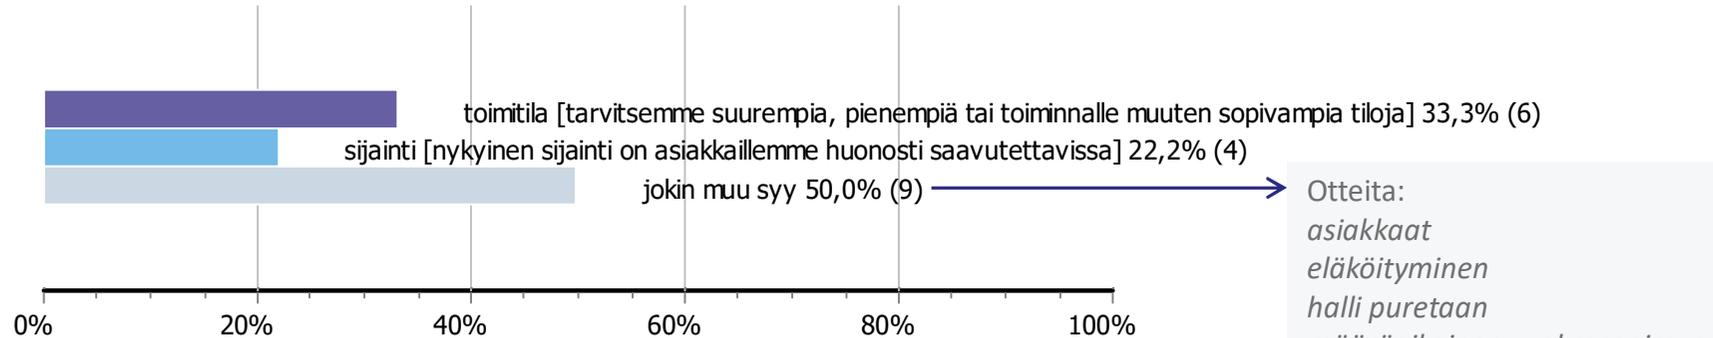 toimitila [tarvitsemme suurempia, pienempiä tai toiminnalle muuten sopivampia tiloja] 33,3% (6)
sijainti [nykyinen sijainti on asiakkaillemme huonosti saavutettavissa] 22,2% (4)
jokin muu syy 50,0% (9)
Otteita:
asiakkaat
eläköityminen
halli puretaan
0% 20% 40% 60% 80% 100%